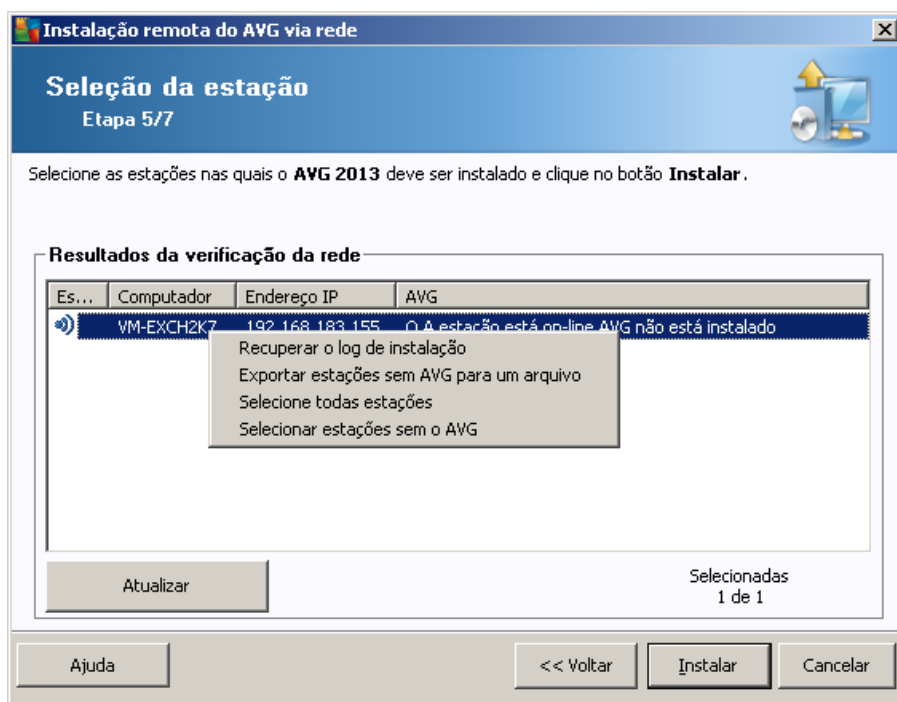 Instalação remota do AVG via rede
Seleção da estação
Etapa 5/7
Selecione as estações nas quais o AVG 2013 deve ser instalado e clique no botão Instalar.
Resultados da verificação da rede
Es... Computador Endereço IP AVG
VM-EXCH2K7 192.168.183.155 O A estação está on-line AVG não está instalado
Recuperar o log de instalação
Exportar estações sem AVG para um arquivo
Selecione todas estações
Selecionar estações sem o AVG
Atualizar
Selecionadas
1 de 1
Ajuda << Voltar Instalar Cancelar